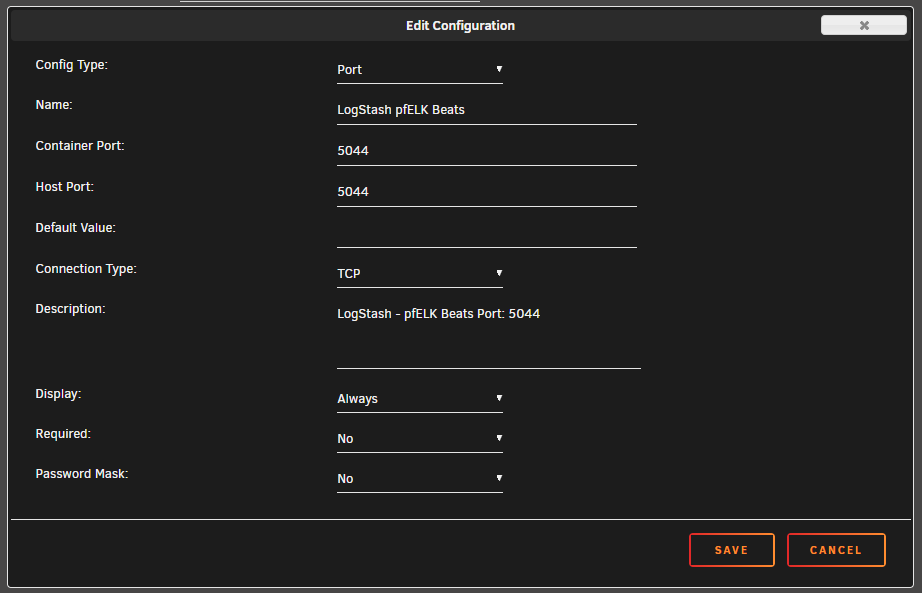 Edit Configuration
Config Type: Port
Name: LogStash pfELK Beats
Container Port: 5044
Host Port: 5044
Default Value:
Connection Type: TCP
Description: LogStash - pfELK Beats Port: 5044
Display: Always
Required: No
Password Mask: No
SAVE CANCEL